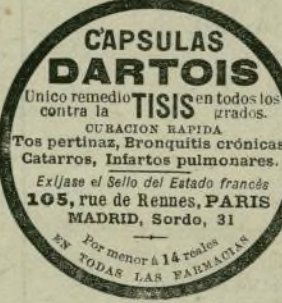 CÁPSULAS
DARTOIS
Unico remedio contra la TISIS en todos los grados.
CURACION RAPIDA
Tos pertinaz, Bronquitis crónicas
Catarros, Infartos pulmonares.
Exíjase el Sello del Estado francés
105, rue de Rennes, PARIS
MADRID, Sordo, 31
Por menor á 14 reales
EN TODAS LAS FARMACIAS